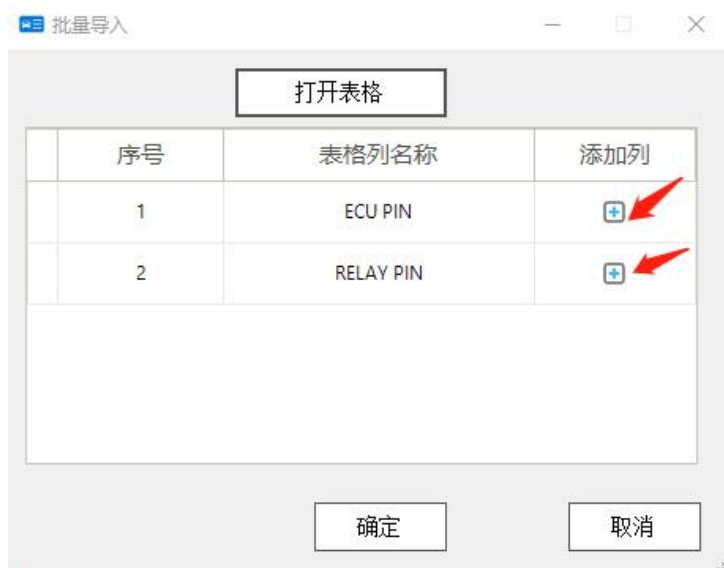 批量导入
打开表格
序号 表格列名称 添加列
1 ECU PIN
2 RELAY PIN
确定 取消